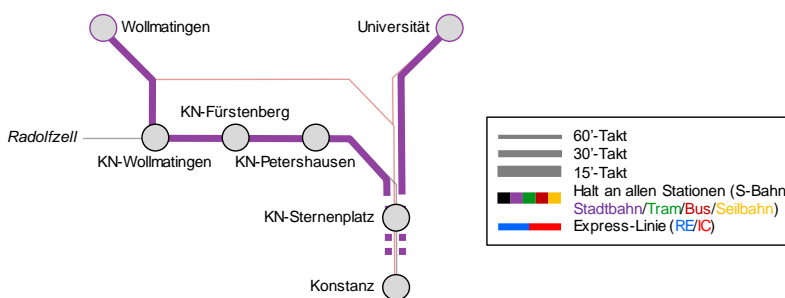 Wollmatingen
Universität
KN-Fürstenberg
Radolfzell
KN-Wollmatingen
KN-Petershausen
KN-Sternenplatz
Konstanz
60'-Takt
30'-Takt
15'-Takt
Halt an allen Stationen (S-Bahn
Stadtbahn/Tram/Bus/Seilbahn)
Express-Linie (RE/IC)